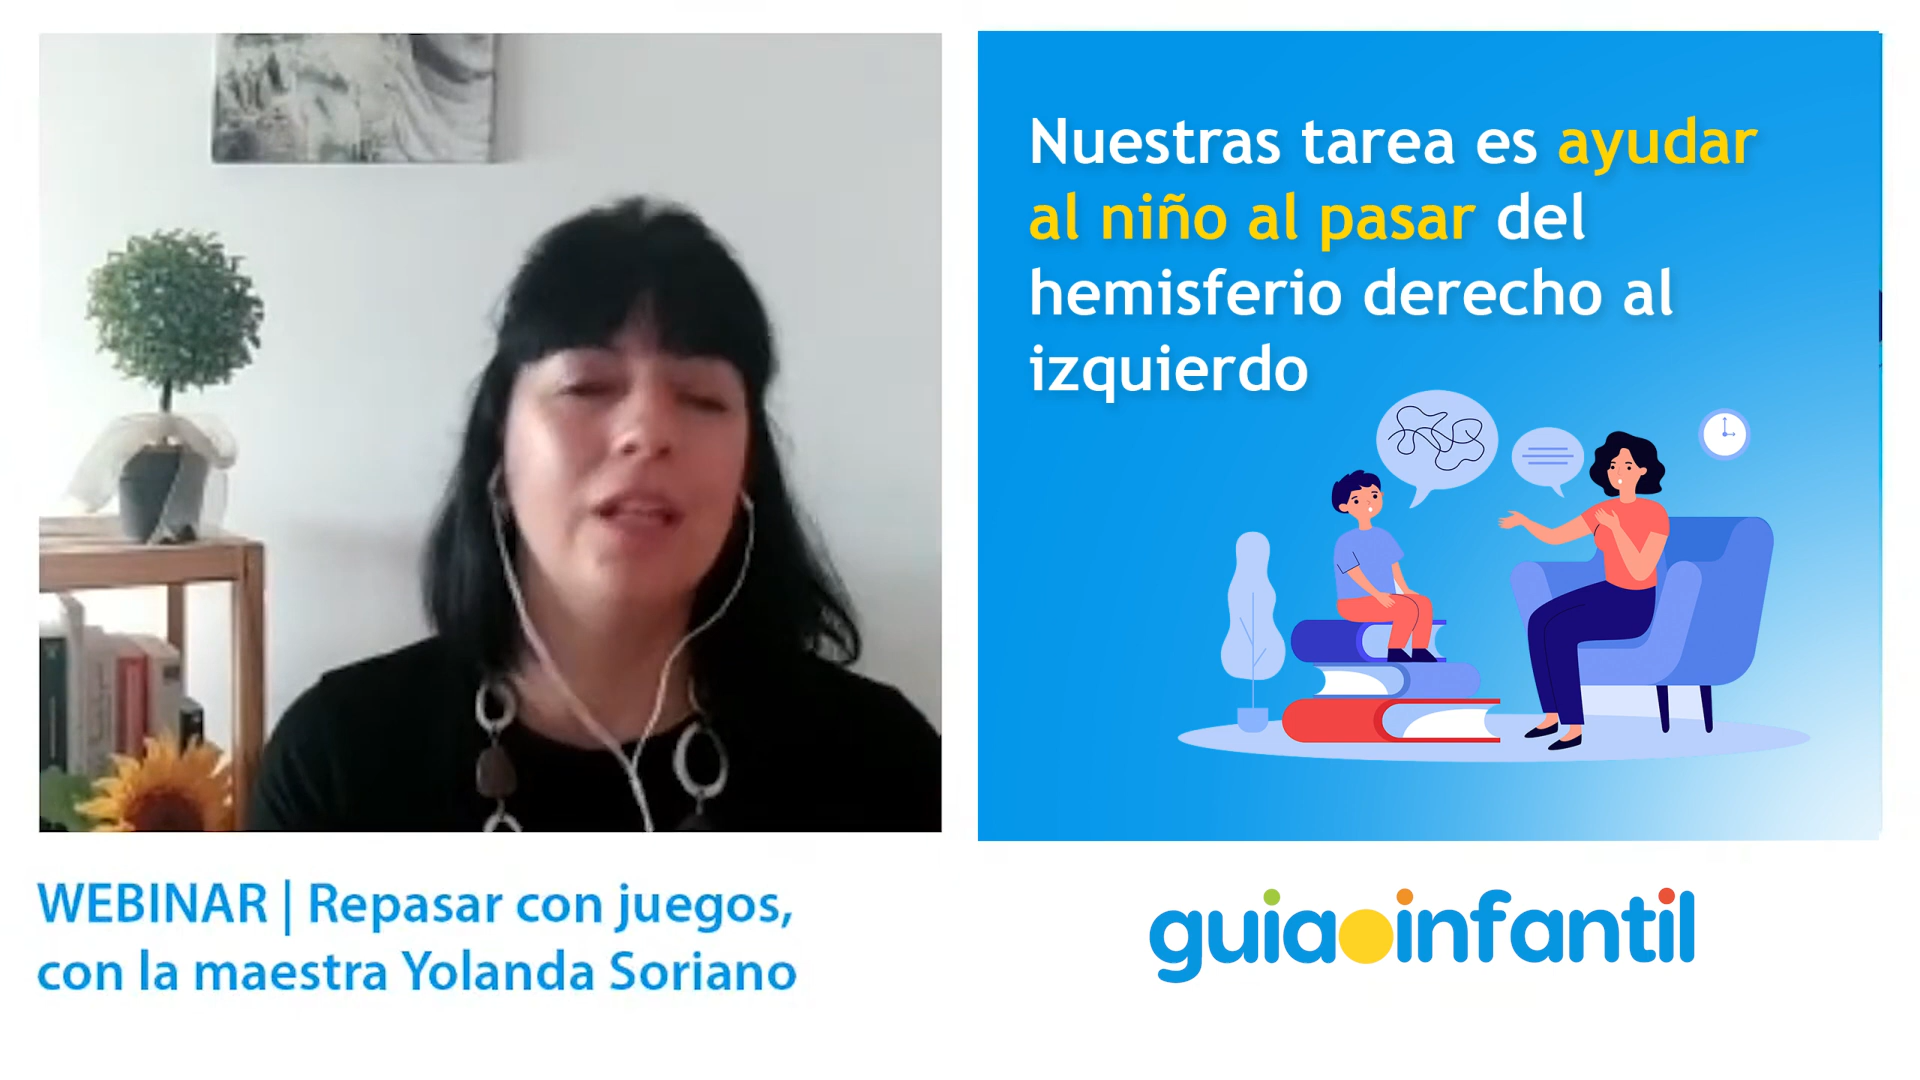 Nuestras tarea es ayudar
al niño al pasar del
hemisferio derecho al
izquierdo
WEBINAR | Repasar con juegos,
con la maestra Yolanda Soriano
guiainfantil